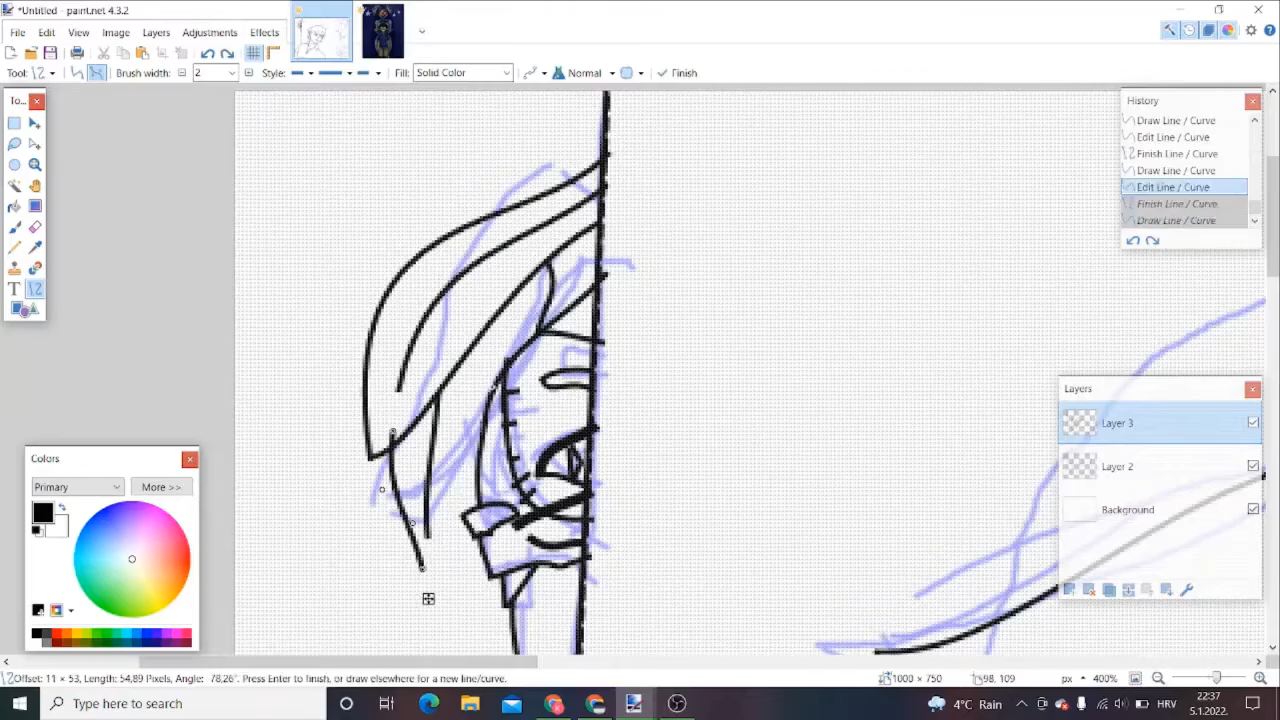 *Untitled - paint.net 4.3.2
File Edit View Image Layers Adjustments Effects
Tool: Brush width: 2 Style: Fill: Solid Color Normal Finish
To...
T
History
Draw Line / Curve
Edit Line / Curve
Finish Line / Curve
Draw Line / Curve
Edit Line / Curve
Finish Line / Curve
Draw Line / Curve
Layers
Layer 3
Layer 2
Background
Colors
Primary More >>
Offset: 11 × 53, Length: 54,89 Pixels, Angle: 78,26°. Press Enter to finish, or draw elsewhere for a new line/curve. 1000 × 750 98, 109 px 400%
Type here to search 4°C Rain HRV 22:37
5.1.2022.